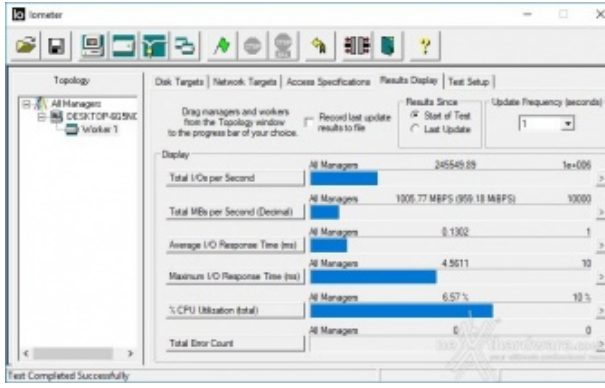 Io Iometer
Topology
All Managers
DESKTOP-6G5NC
Worker 1
Disk Targets | Network Targets | Access Specifications | Results Display | Test Setup
Drag managers and workers
from the Topology window
to the progress bar of your choice.
Record last update
results to file
Results Since
Start of Test
Last Update
Update Frequency (seconds)
1
Display
All Managers 245549.89 1e+006
Total I/Os per Second
All Managers 1005.77 MBPS (959.18 MiBPS) 10000
Total MBs per Second (Decimal)
All Managers 0.1302 1
Average I/O Response Time (ms)
All Managers 4.5611 10
Maximum I/O Response Time (ms)
All Managers 6.57 % 10 %
% CPU Utilization (total)
All Managers 0 0
Total Error Count
Test Completed Successfully